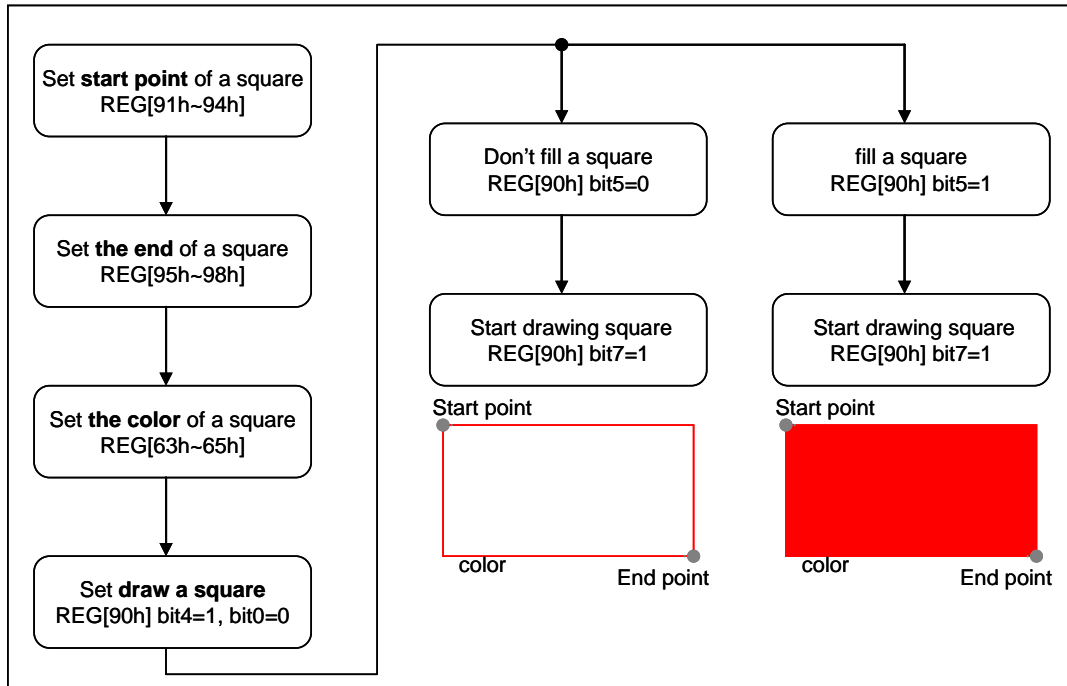 Set start point of a square
REG[91h~94h]
Set the end of a square
REG[95h~98h]
Set the color of a square
REG[63h~65h]
Set draw a square
REG[90h] bit4=1, bit0=0
Don't fill a square
REG[90h] bit5=0
Start drawing square
REG[90h] bit7=1
Start point
color
End point
fill a square
REG[90h] bit5=1
Start drawing square
REG[90h] bit7=1
Start point
color
End point